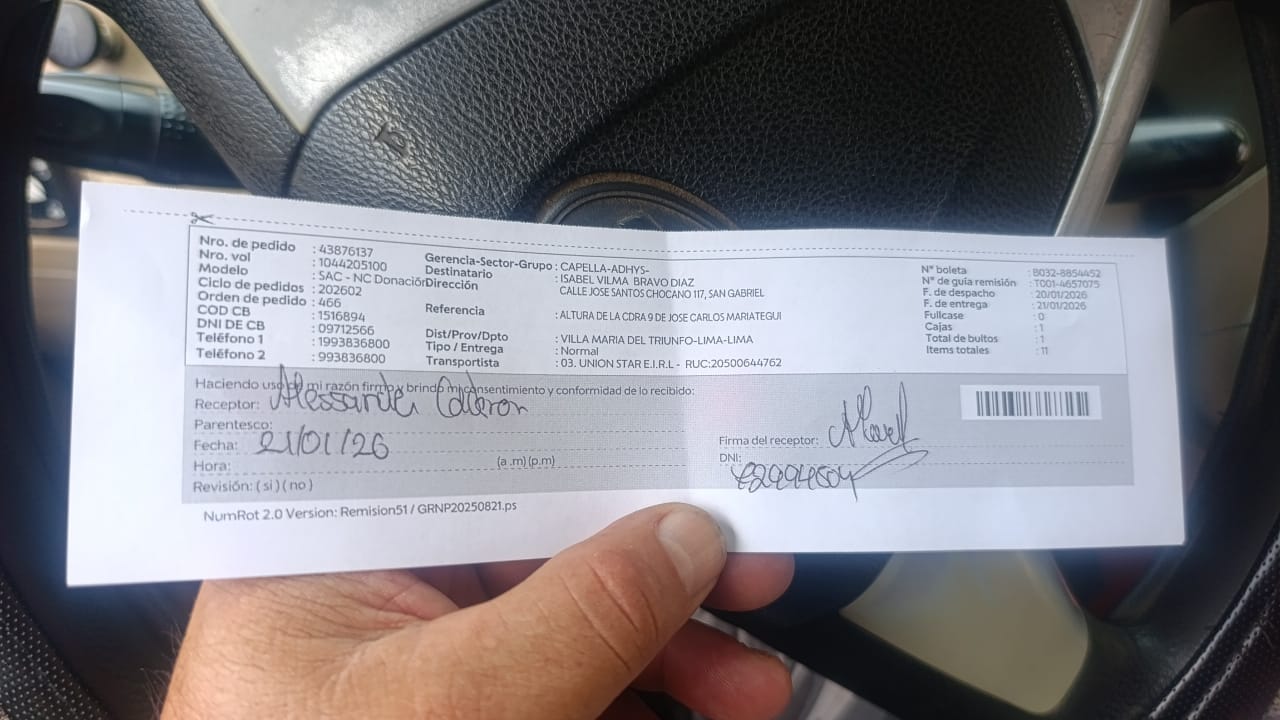 Nro. de pedido : 43876137
Nro. vol : 1044205100
Modelo : SAC - NC Donación
Ciclo de pedidos : 202602
Orden de pedido : 466
COD CB : 1516894
DNI DE CB : 09712566
Teléfono 1 : 1993836800
Teléfono 2 : 993836800
Gerencia-Sector-Grupo : CAPELLA-ADHYS-
Destinatario : ISABEL VILMA BRAVO DIAZ
Dirección CALLE JOSE SANTOS CHOCANO 117, SAN GABRIEL
Referencia : ALTURA DE LA CDRA 9 DE JOSE CARLOS MARIATEGUI
Dist/Prov/Dpto : VILLA MARIA DEL TRIUNFO-LIMA-LIMA
Tipo / Entrega : Normal
Transportista : 03. UNION STAR E.I.R.L - RUC:20500644762
N° boleta : B032-8854452
N° de guia remisión : T001-4657075
F. de despacho : 20/01/2026
F. de entrega : 21/01/2026
Fullcase : 0
Cajas : 1
Total de bultos : 1
Items totales : 11
Haciendo uso de mi razón firmo y brindo mi consentimiento y conformidad de lo recibido:
Receptor: Calderon
Parentesco:
Fecha: 21/01/26
Hora: (a.m) (p.m)
Revisión: ( si ) ( no )
Firma del receptor:
DNI:
NumRot 2.0 Version: Remision51 / GRNP20250821.ps